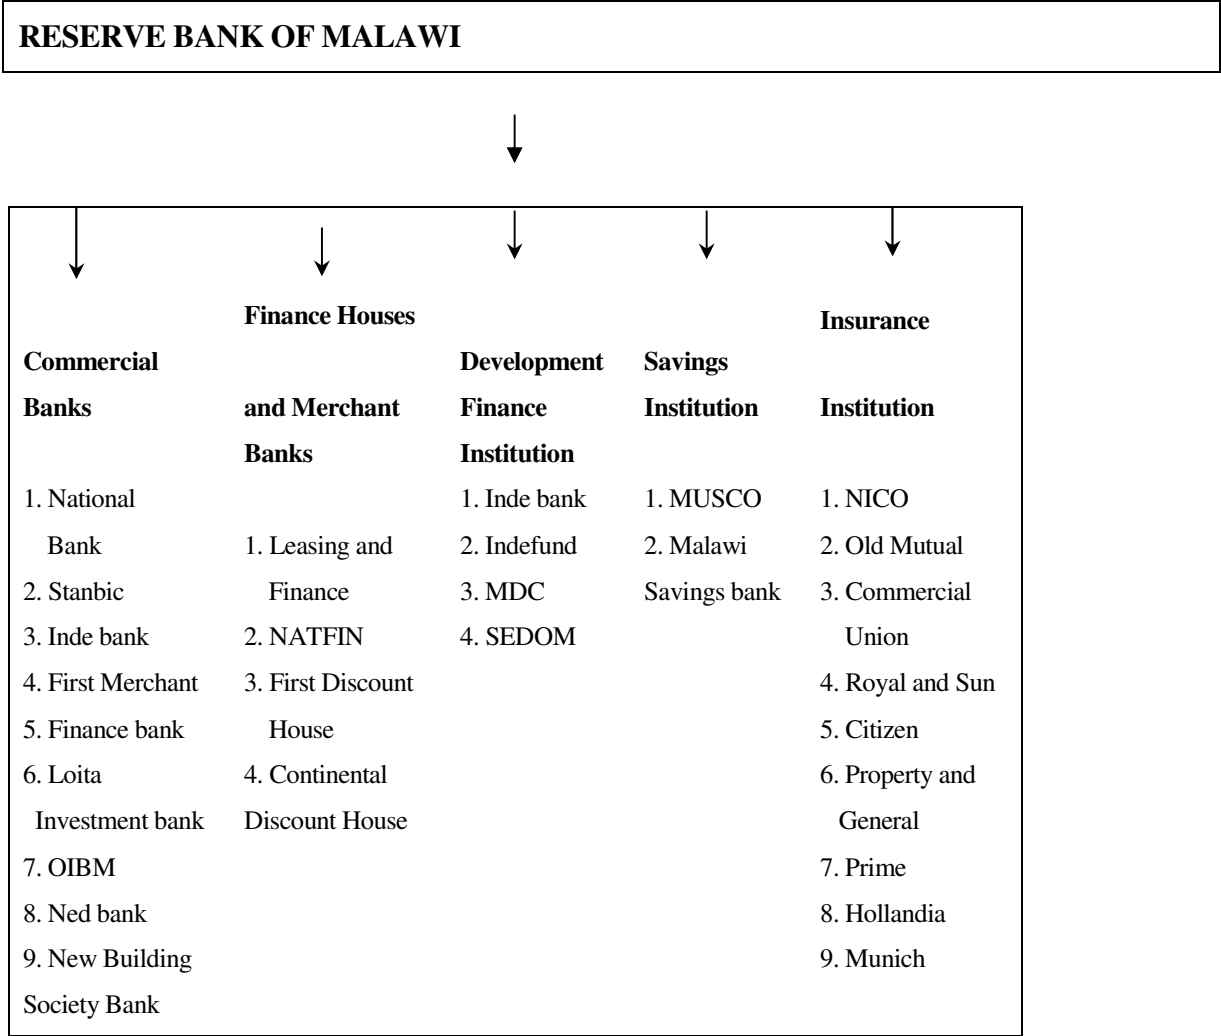 RESERVE BANK OF MALAWI
Commercial
Banks
1. National
Bank
2. Stanbic
3. Inde bank
4. First Merchant
5. Finance bank
6. Loita
Investment bank
7. OIBM
8. Ned bank
9. New Building
Society Bank
Finance Houses
and Merchant
Banks
1. Leasing and
Finance
2. NATFIN
3. First Discount
House
4. Continental
Discount House
Development
Finance
Institution
1. Inde bank
2. Indefund
3. MDC
4. SEDOM
Savings
Institution
1. MUSCO
2. Malawi
Savings bank
Insurance
Institution
1. NICO
2. Old Mutual
3. Commercial
Union
4. Royal and Sun
5. Citizen
6. Property and
General
7. Prime
8. Hollandia
9. Munich